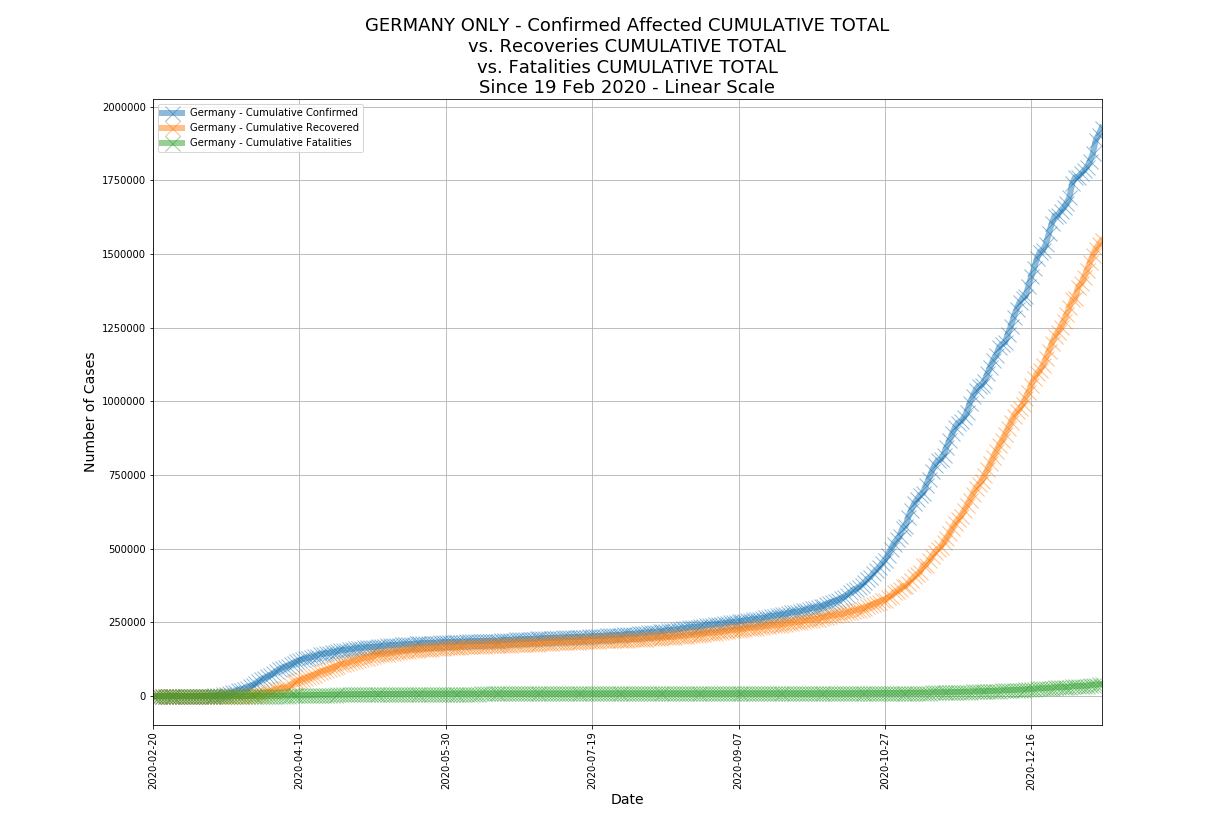 GERMANY ONLY - Confirmed Affected CUMULATIVE TOTAL
vs. Recoveries CUMULATIVE TOTAL
vs. Fatalities CUMULATIVE TOTAL
Since 19 Feb 2020 - Linear Scale
Germany - Cumulative Confirmed
Germany - Cumulative Recovered
Germany - Cumulative Fatalities
Number of Cases
2000000
1750000
1500000
1250000
1000000
750000
500000
250000
0
2020-02-20
2020-04-10
2020-05-30
2020-07-19
2020-09-07
2020-10-27
2020-12-16
Date